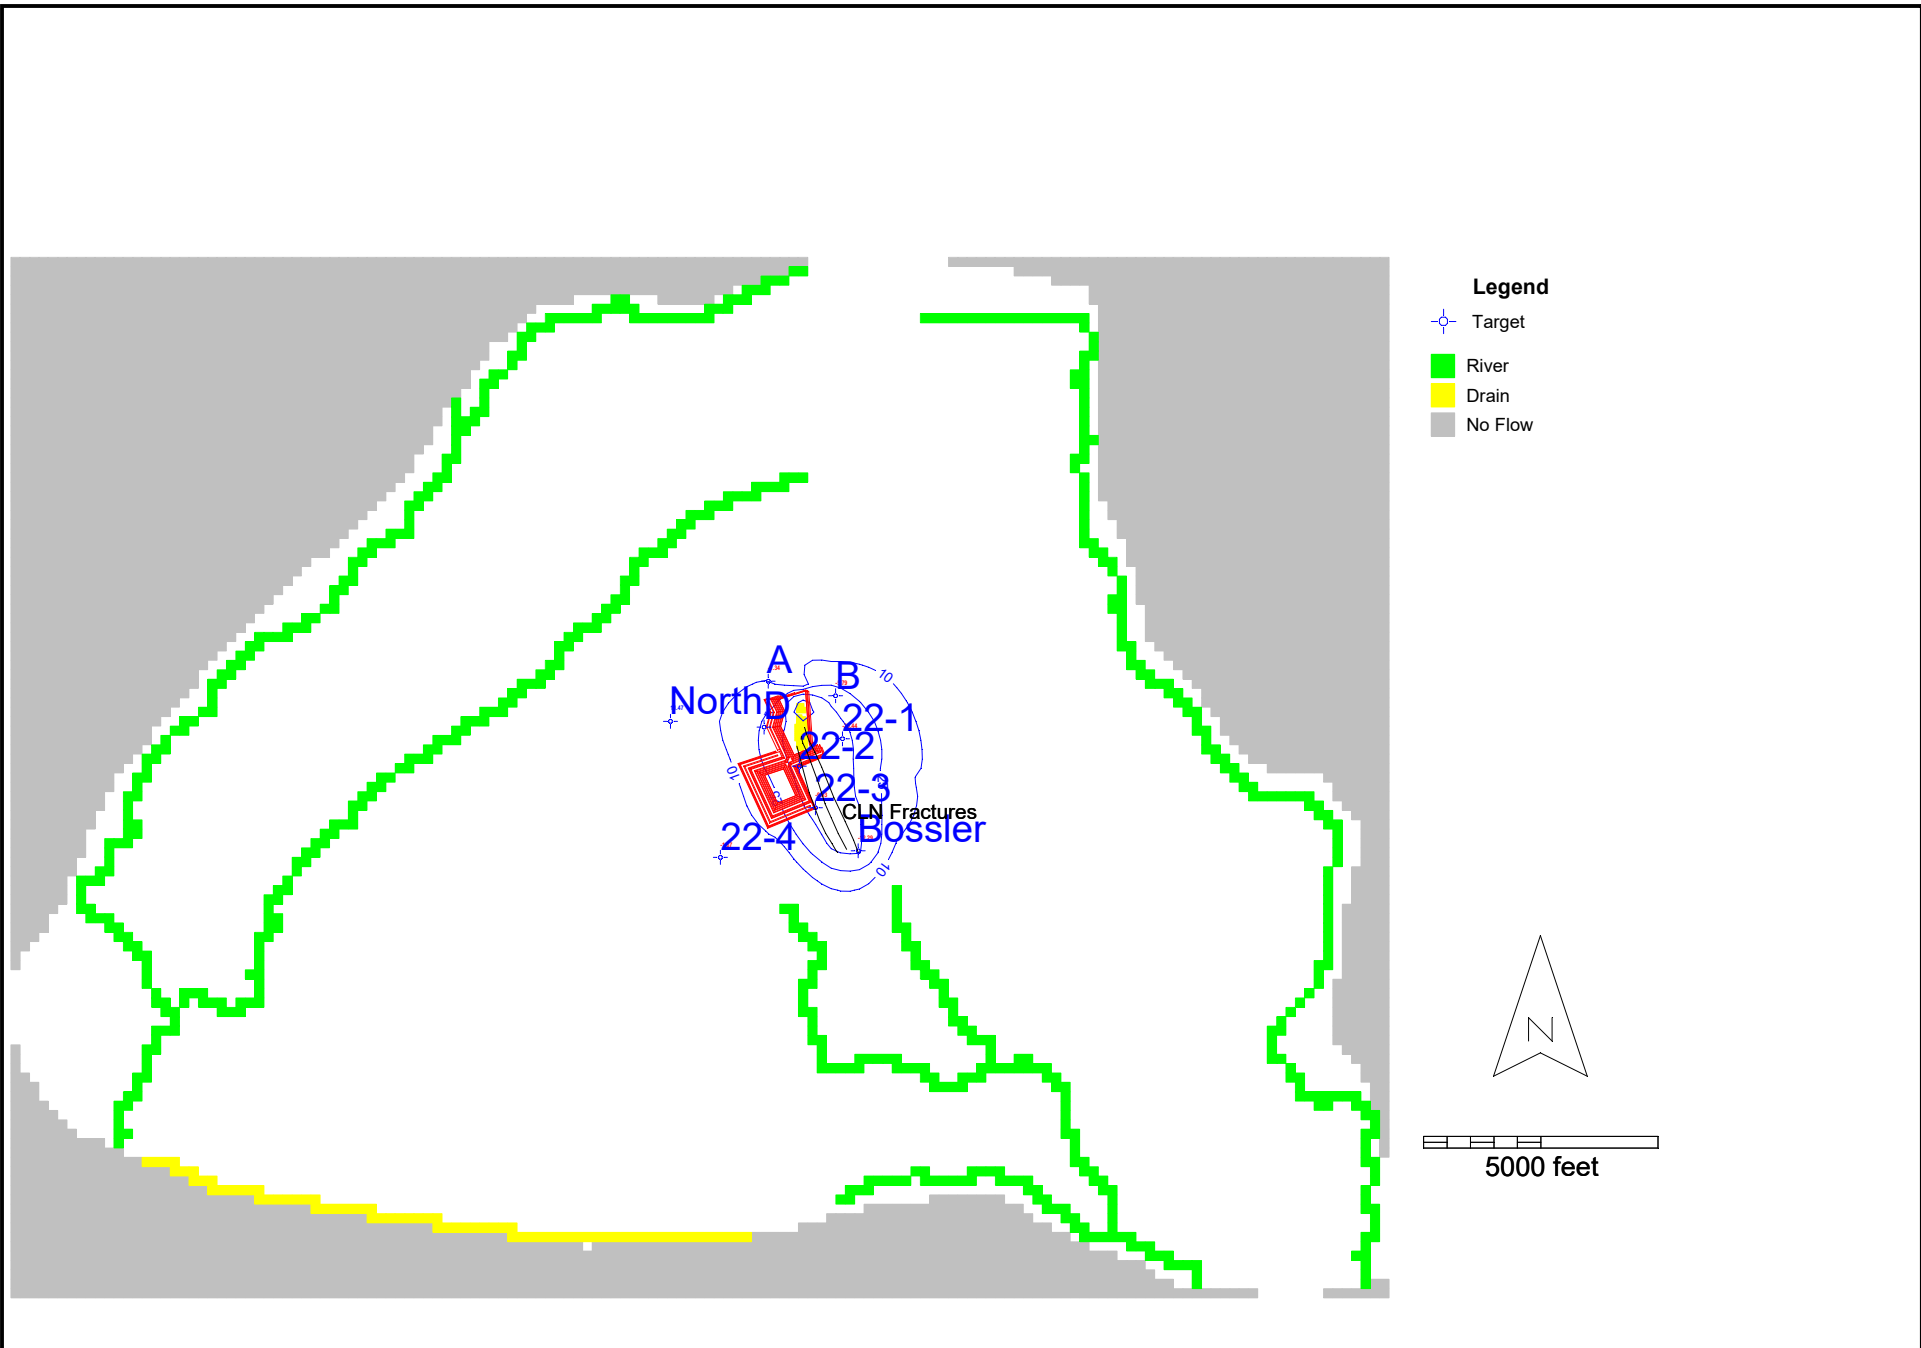 Legend
Target
River
Drain
No Flow
A
B
10
North
D
22-1
22-2
10
22-3
CLN Fractures
Bossler
22-4
10
N
5000 feet